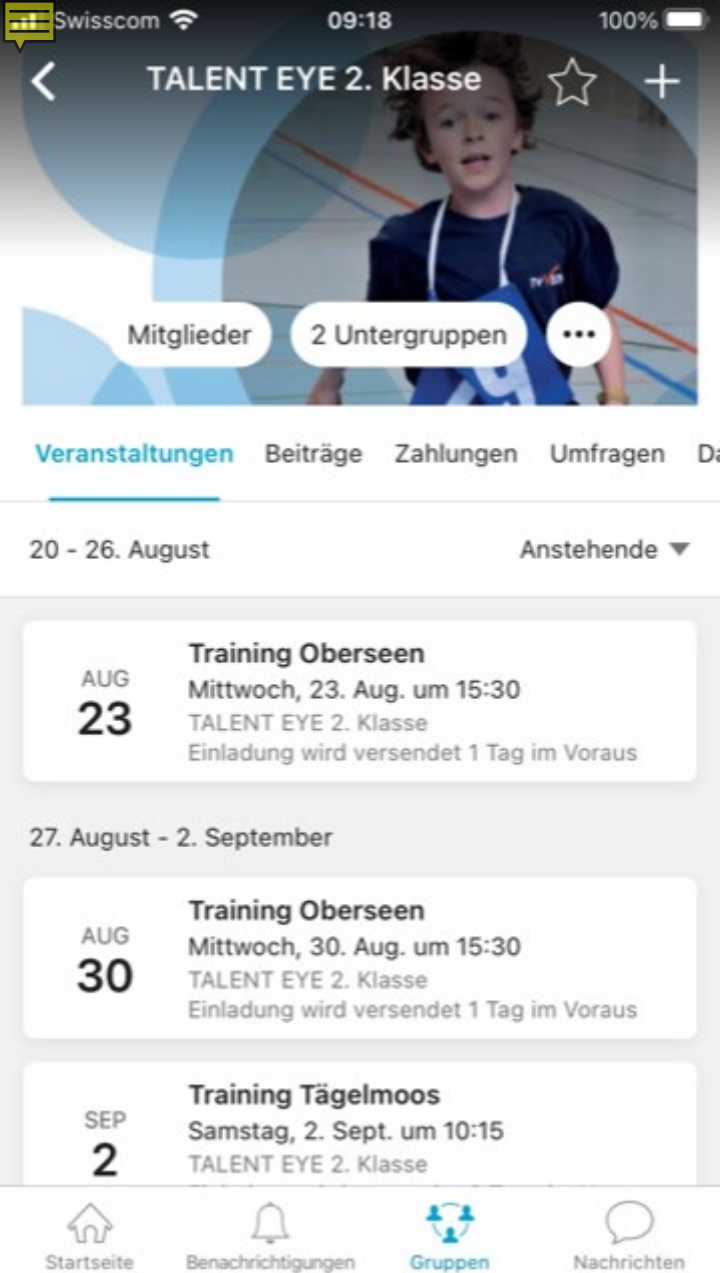 Swisscom 09:18 100%
TALENT EYE 2. Klasse
Mitglieder 2 Untergruppen
Veranstaltungen Beiträge Zahlungen Umfragen Da
20 - 26. August Anstehende
AUG
23
Training Oberseen
Mittwoch, 23. Aug. um 15:30
TALENT EYE 2. Klasse
Einladung wird versendet 1 Tag im Voraus
27. August - 2. September
AUG
30
Training Oberseen
Mittwoch, 30. Aug. um 15:30
TALENT EYE 2. Klasse
Einladung wird versendet 1 Tag im Voraus
SEP
2
Training Tägelmoos
Samstag, 2. Sept. um 10:15
TALENT EYE 2. Klasse
Startseite Benachrichtigungen Gruppen Nachrichten